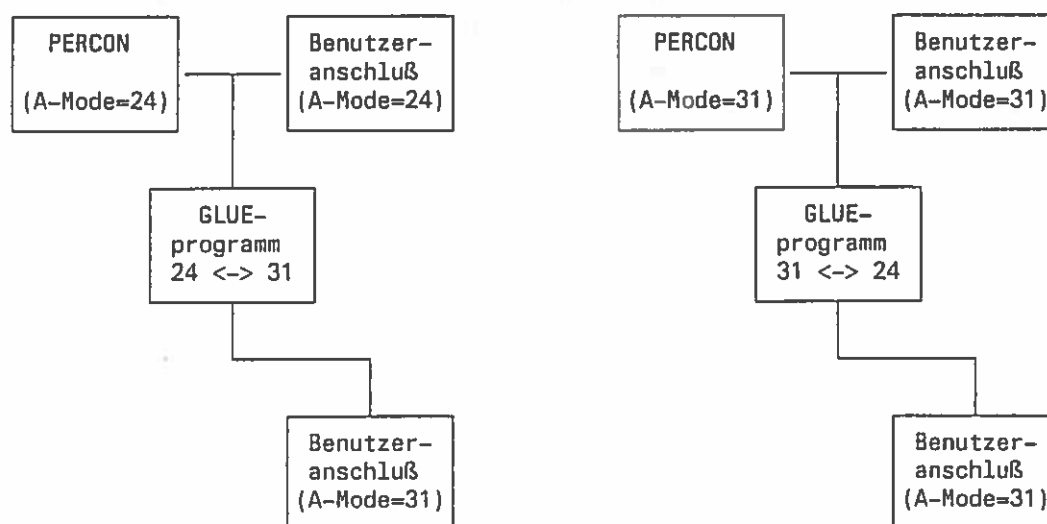 PERCON
(A-Mode=24)
Benutzer-
anschluß
(A-Mode=24)
GLUE-
programm
24 <-> 31
Benutzer-
anschluß
(A-Mode=31)
PERCON
(A-Mode=31)
Benutzer-
anschluß
(A-Mode=31)
GLUE-
programm
31 <-> 24
Benutzer-
anschluß
(A-Mode=31)